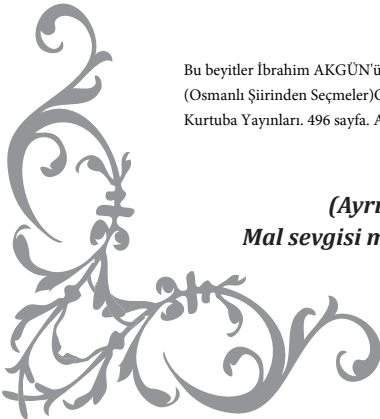 Bu beyitler İbrahim AKGÜN'ü
(Osmanlı Şiirinden Seçmeler)
Kurtuba Yayınları. 496 sayfa. A
(Ayrı
Mal sevgisi m